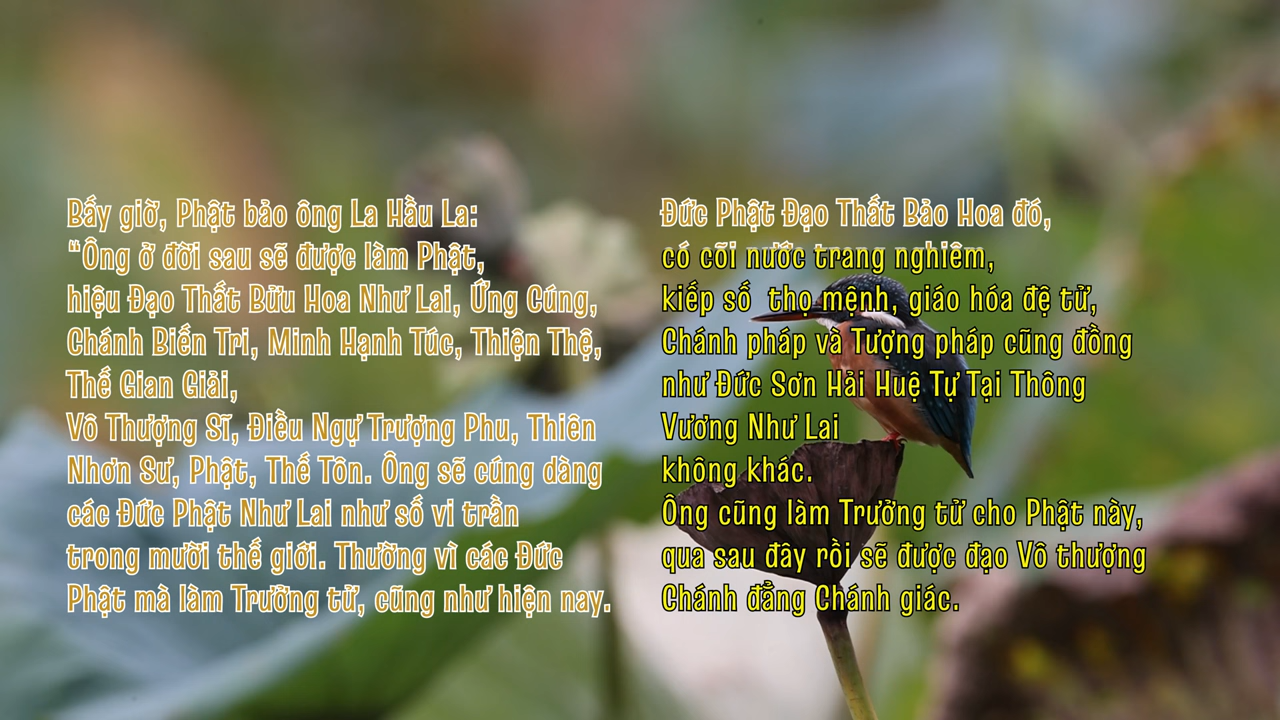 Bấy giờ, Phật bảo ông La Hầu La:
“Ông ở đời sau sẽ được làm Phật,
hiệu Đạo Thất Bửu Hoa Như Lai, Ứng Cúng,
Chánh Biến Tri, Minh Hạnh Túc, Thiện Thệ,
Thế Gian Giải,
Vô Thượng Sĩ, Điều Ngự Trượng Phu, Thiên
Nhơn Sư, Phật, Thế Tôn. Ông sẽ cúng dàng
các Đức Phật Như Lai như số vi trần
trong mười thế giới. Thường vì các Đức
Phật mà làm Trưởng tử, cũng như hiện nay.
Đức Phật Đạo Thất Bảo Hoa đó,
có cõi nước trang nghiêm,
kiếp số thọ mệnh, giáo hóa đệ tử,
Chánh pháp và Tượng pháp cũng đồng
như Đức Sơn Hải Huệ Tự Tại Thông
Vương Như Lai
không khác.
Ông cũng làm Trưởng tử cho Phật này,
qua sau đây rồi sẽ được đạo Vô thượng
Chánh đẳng Chánh giác.